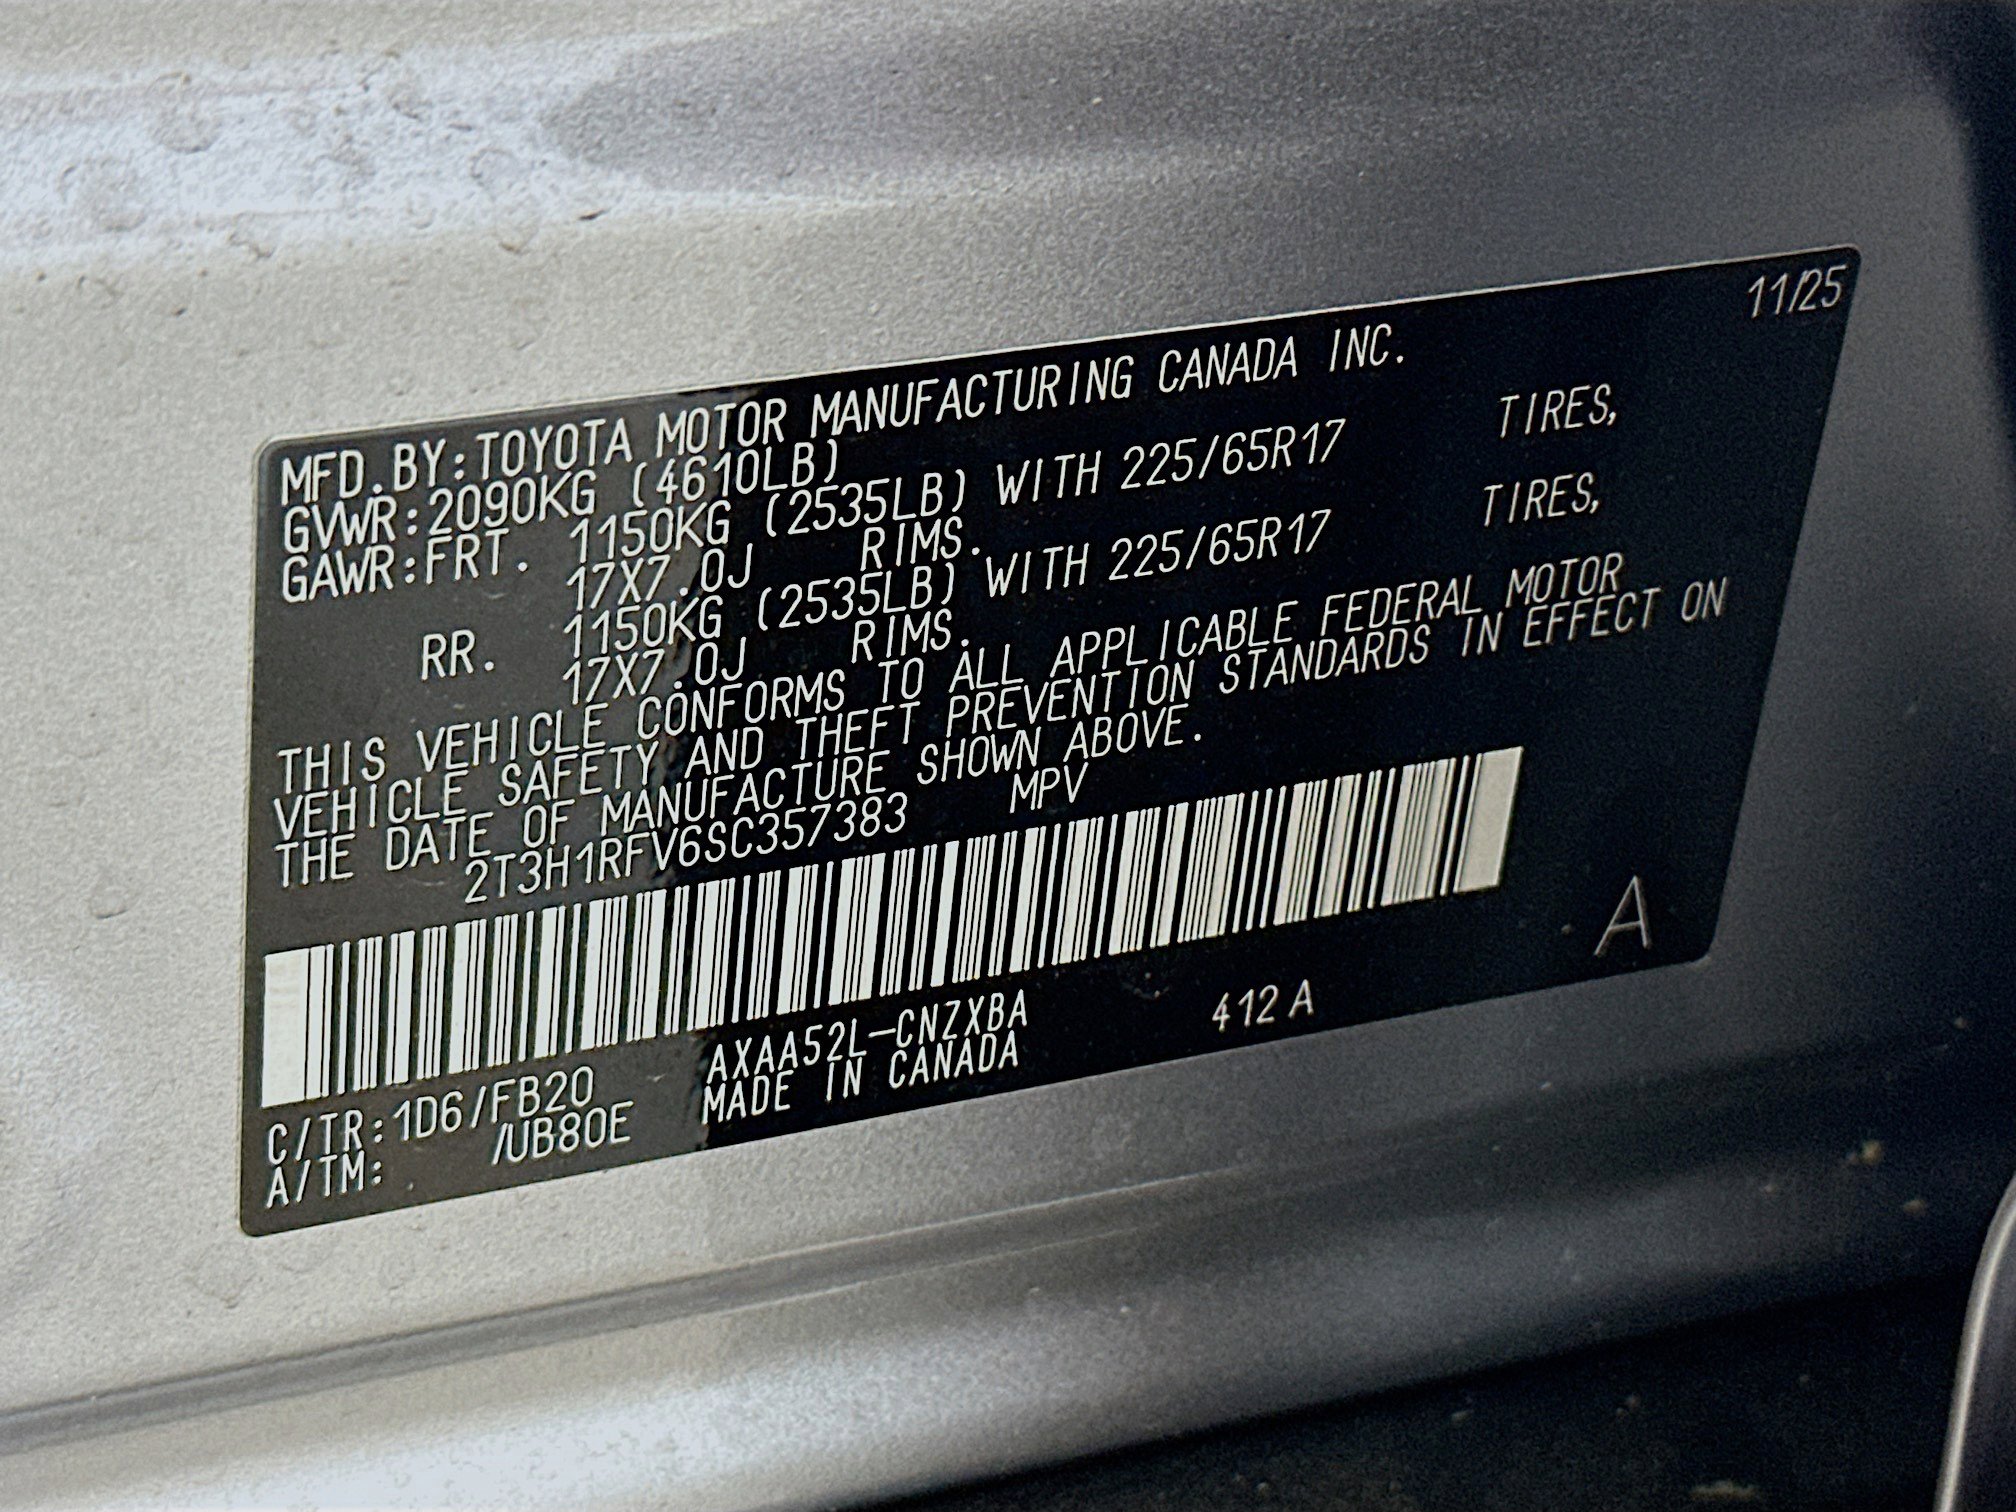 11/25
MFD.BY:TOYOTA MOTOR MANUFACTURING CANADA INC.
GVWR:2090KG (4610LB)
GAWR:FRT. 1150KG (2535LB) WITH 225/65R17 TIRES,
17X7.0J RIMS.
RR. 1150KG (2535LB) WITH 225/65R17 TIRES,
17X7.0J RIMS.
THIS VEHICLE CONFORMS TO ALL APPLICABLE FEDERAL MOTOR
VEHICLE SAFETY AND THEFT PREVENTION STANDARDS IN EFFECT ON
THE DATE OF MANUFACTURE SHOWN ABOVE.
2T3H1RFV6SC357383 MPV
A
C/TR:1D6/FB20 AXAA52L-CNZXBA 412A
A/TM: /UB80E MADE IN CANADA